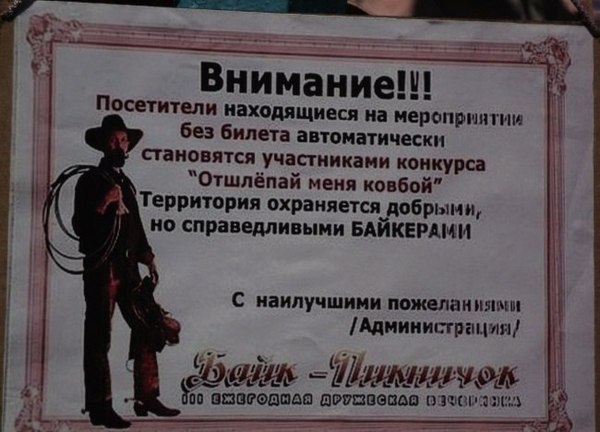 Внимание!!!
Посетители находящиеся на мероприятии
без билета автоматически
становятся участниками конкурса
"Отшлёпай меня ковбой"
Территория охраняется добрыми,
но справедливыми БАЙКЕРАМИ
С наилучшими пожеланиями
/Администрация/
Байк - Пикничок
III ЕЖЕГОДНАЯ ДРУЖЕСКАЯ ВЕЧЕРИНКА